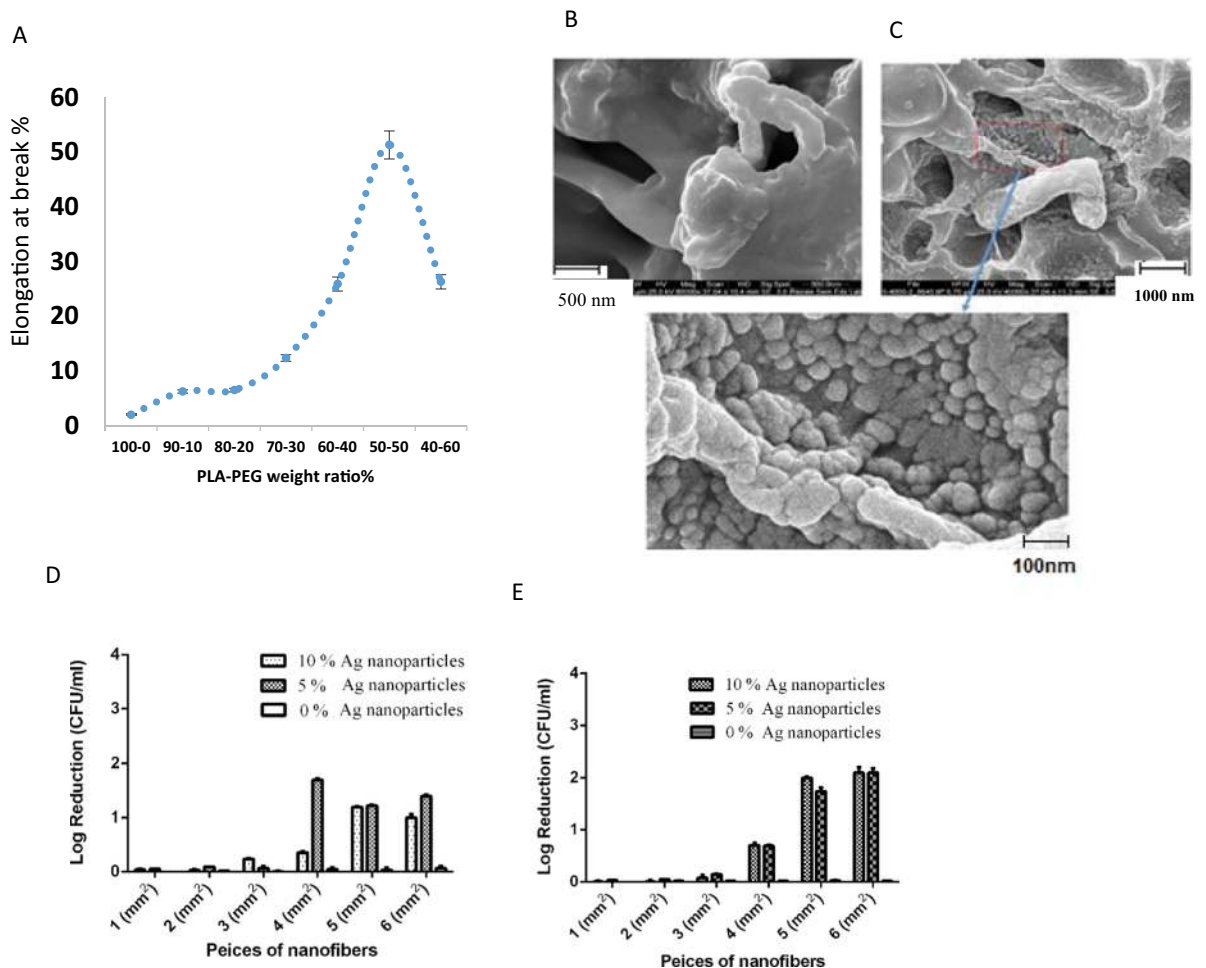 A
B
C
60
50
40
30
20
10
0
Elongation at break %
100-0 90-10 80-20 70-30 60-40 50-50 40-60
PLA-PEG weight ratio%
500 nm
1000 nm
100nm
D
E
4
3
2
1
0
Log Reduction (CFU/ml)
10 % Ag nanoparticles
5 % Ag nanoparticles
0 % Ag nanoparticles
1 (mm²) 2 (mm²) 3 (mm²) 4 (mm²) 5 (mm²) 6 (mm²)
Peices of nanofibers
4
3
2
1
0
Log Reduction (CFU/ml)
10 % Ag nanoparticles
5 % Ag nanoparticles
0 % Ag nanoparticles
1 (mm²) 2 (mm²) 3 (mm²) 4 (mm²) 5 (mm²) 6 (mm²)
Peices of nanofibers